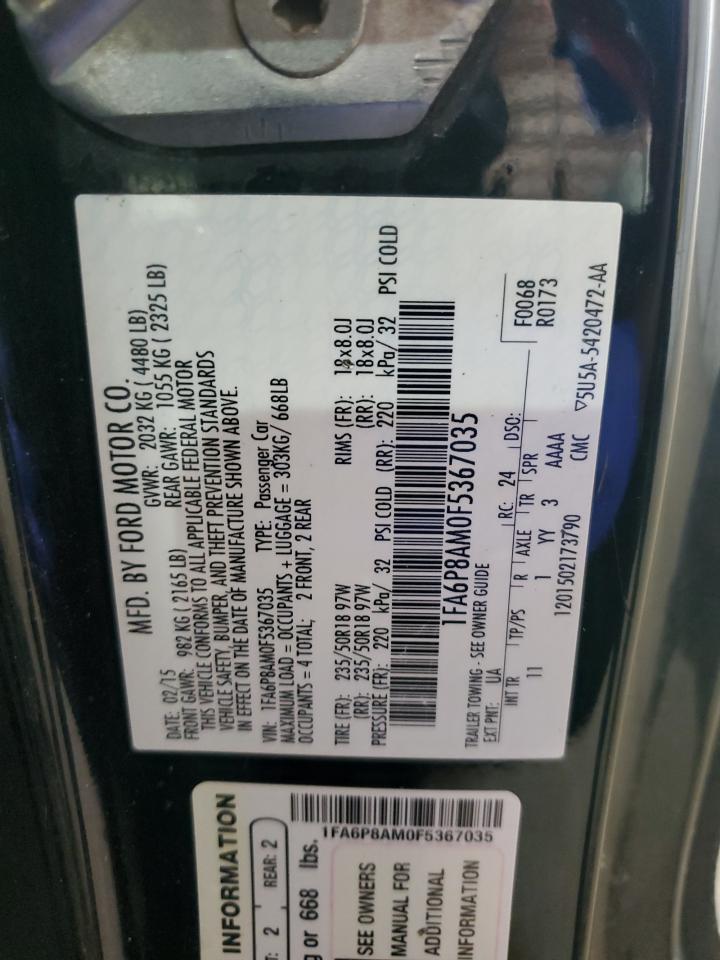 MFD. BY FORD MOTOR CO.
DATE: 02/15 GVWR: 2032 KG ( 4480 LB)
FRONT GAWR: 982 KG ( 2165 LB) REAR GAWR: 1055 KG ( 2325 LB)
THIS VEHICLE CONFORMS TO ALL APPLICABLE FEDERAL MOTOR
VEHICLE SAFETY, BUMPER, AND THEFT PREVENTION STANDARDS
IN EFFECT ON THE DATE OF MANUFACTURE SHOWN ABOVE.
VIN: 1FA6P8AM0F5367035 TYPE: Passenger Car
MAXIMUM LOAD = OCCUPANTS + LUGGAGE = 303KG/ 668LB
OCCUPANTS = 4 TOTAL; 2 FRONT, 2 REAR
TIRE (FR): 235/50R18 97W RIMS (FR): 18x8.0J
(RR): 235/50R18 97W (RR): 18x8.0J
PRESSURE (FR): 220 kPa/ 32 PSI COLD (RR): 220 kPa/ 32 PSI COLD
1FA6P8AM0F5367035
TRAILER TOWING - SEE OWNER GUIDE
EXT PNT: UA RC: 24 DSO: F0068
INT TR TP/PS R AXLE TR SPR R0173
11 1 YY 3 AAAA
1201502173790 CMC ▽5U5A-5420472-AA
INFORMATION
2 REAR: 2
g or 668 lbs.
1FA6P8AM0F5367035
SEE OWNERS
MANUAL FOR
ADDITIONAL
INFORMATION